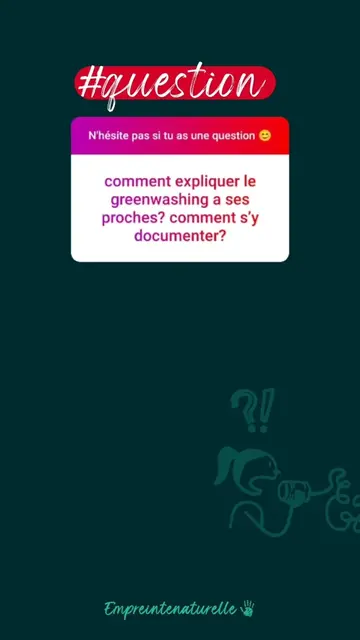 #question
N'hésite pas si tu as une question 😊
comment expliquer le
greenwashing a ses
proches? comment s'y
documenter?
?!
Empreintenaturelle